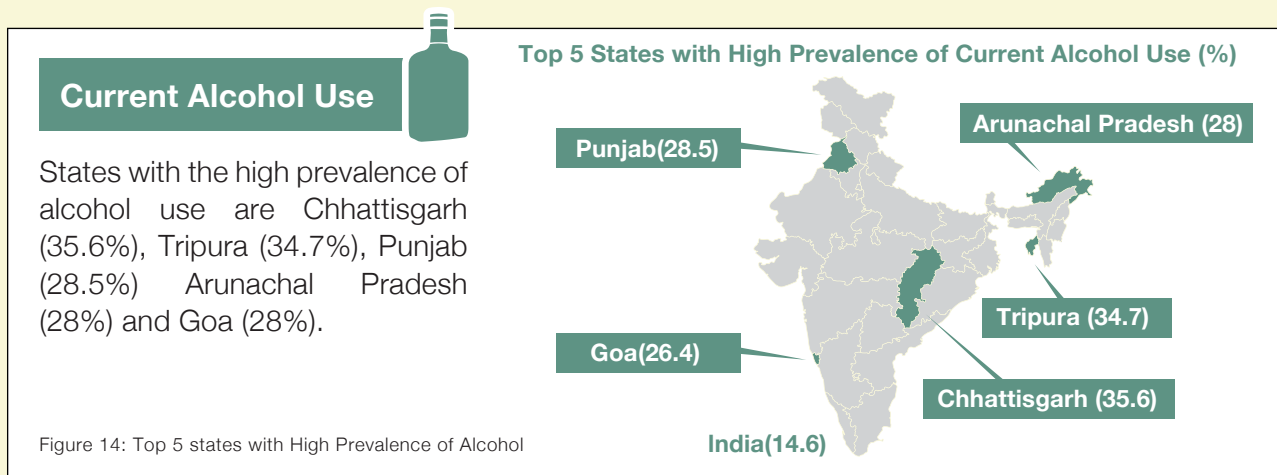 Current Alcohol Use
States with the high prevalence of
alcohol use are Chhattisgarh
(35.6%), Tripura (34.7%), Punjab
(28.5%) Arunachal Pradesh
(28%) and Goa (28%).
Figure 14: Top 5 states with High Prevalence of Alcohol
Top 5 States with High Prevalence of Current Alcohol Use (%)
Punjab(28.5)
Arunachal Pradesh (28)
Tripura (34.7)
Goa(26.4)
Chhattisgarh (35.6)
India(14.6)